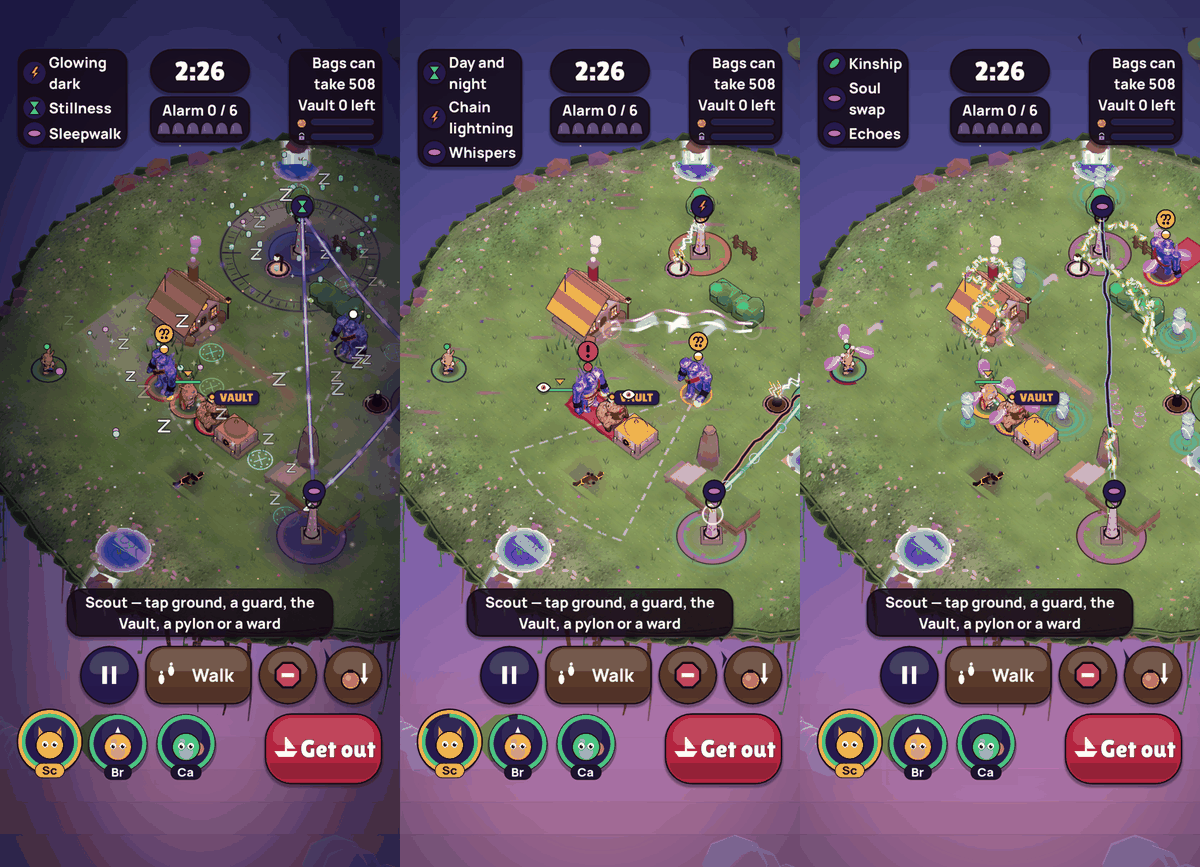 Glowing
dark
Stillness
Sleepwalk
2:26
Alarm 0 / 6
Bags can
take 508
Vault 0 left
??
Z
VAULT
Scout – tap ground, a guard, the
Vault, a pylon or a ward
Walk
Sc
Br
Ca
Get out
Day and
night
Chain
lightning
Whispers
2:26
Alarm 0 / 6
Bags can
take 508
Vault 0 left
!
??
VAULT
Scout – tap ground, a guard, the
Vault, a pylon or a ward
Walk
Sc
Br
Ca
Get out
Kinship
Soul
swap
Echoes
2:26
Alarm 0 / 6
Bags can
take 508
Vault 0 left
??
VAULT
Scout – tap ground, a guard, the
Vault, a pylon or a ward
Walk
Sc
Br
Ca
Get out